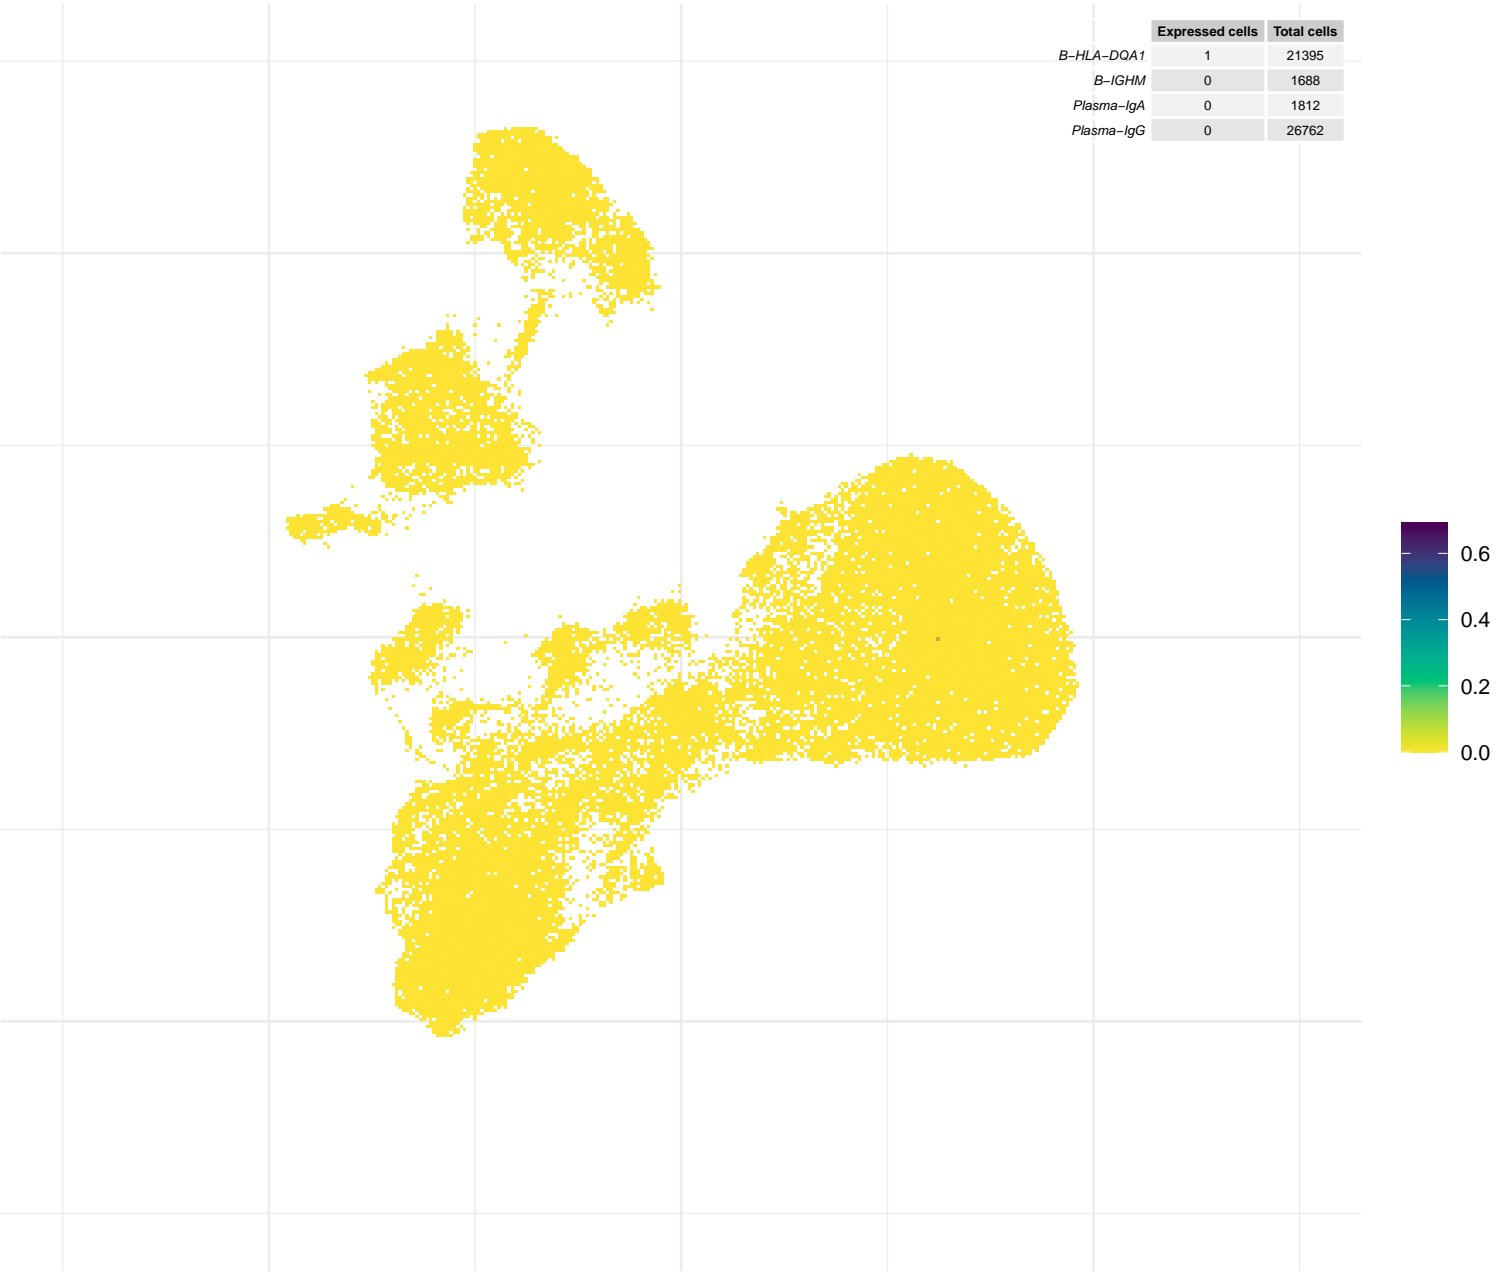 Expressed cells Total cells
B−HLA−DQA1 1 21395
B−IGHM 0 1688
Plasma−IgA 0 1812
Plasma−IgG 0 26762
0.6
0.4
0.2
0.0